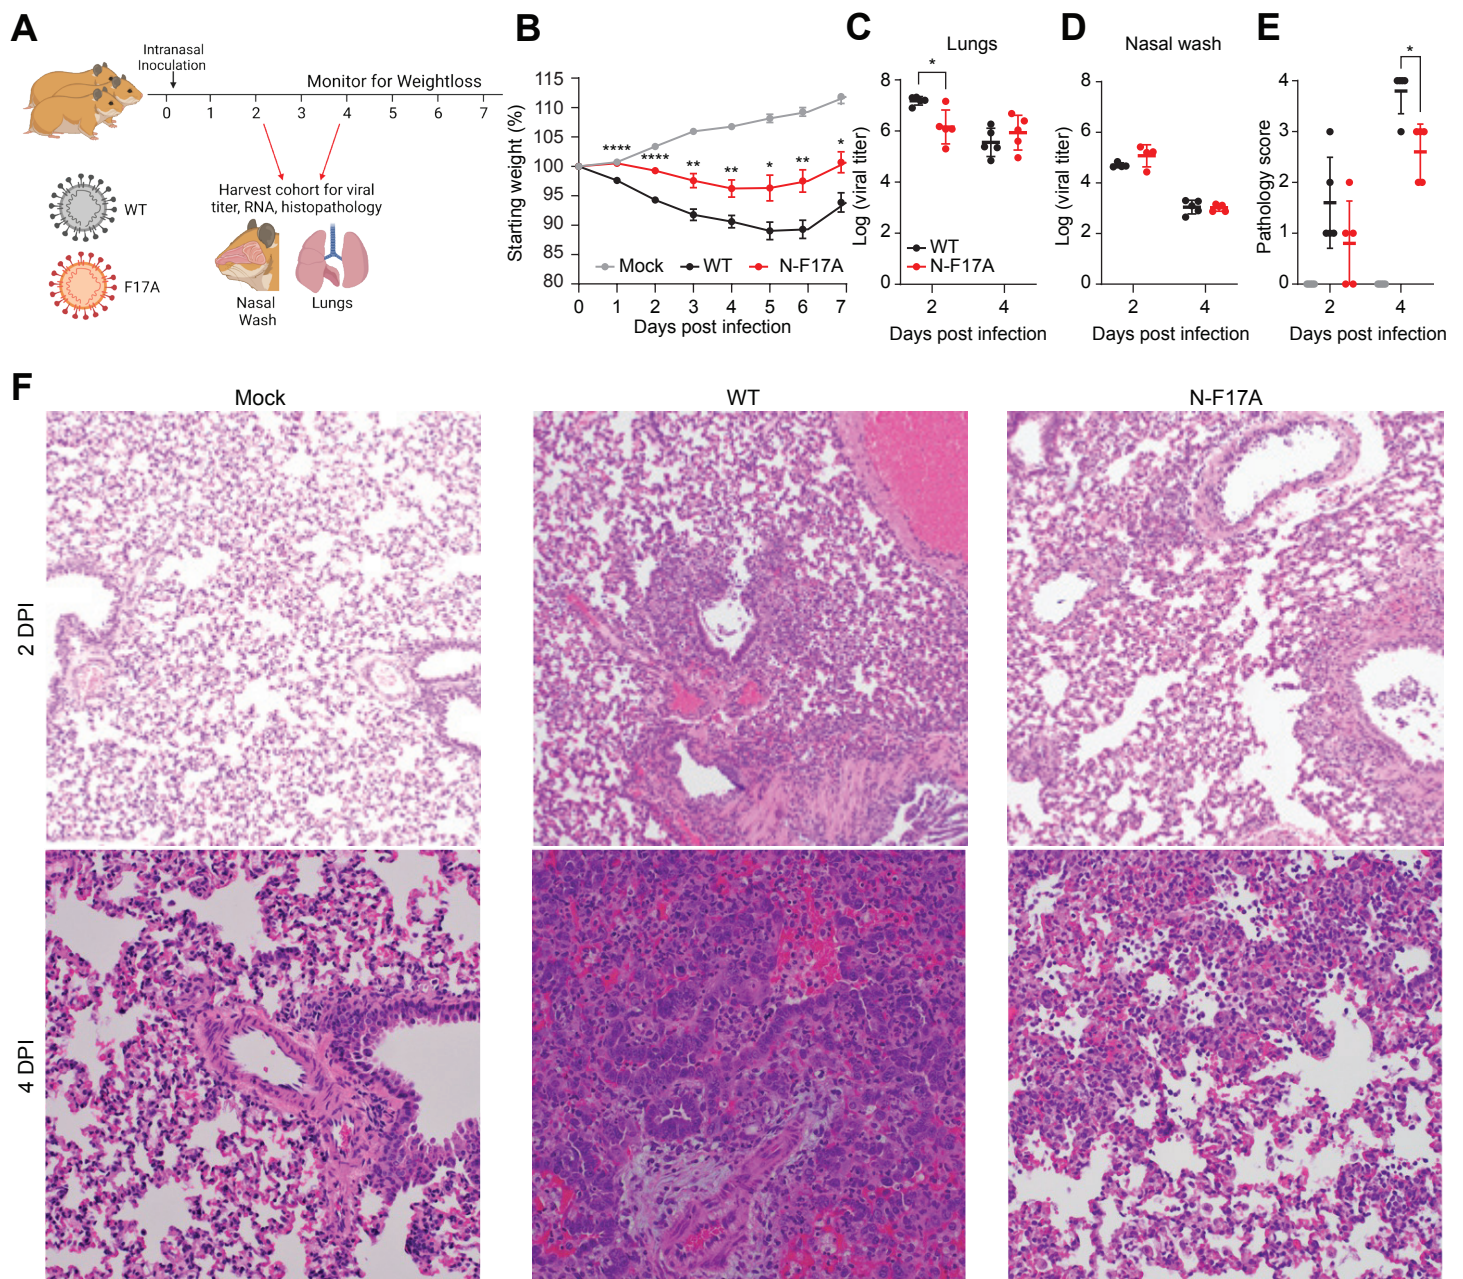 A
Intranasal
Inoculation
Monitor for Weightloss
0 1 2 3 4 5 6 7
WT
F17A
Harvest cohort for viral
titer, RNA, histopathology
Nasal
Wash
Lungs
B
Starting weight (%)
115
110
105
100
95
90
85
80
**** **** ** ** * ** *
Mock WT N-F17A
0 1 2 3 4 5 6 7
Days post infection
C
Lungs
Log (viral titer)
8
6
4
2
0
*
WT
N-F17A
2 4
Days post infection
D
Nasal wash
Log (viral titer)
8
6
4
2
0
2 4
Days post infection
E
Pathology score
4
3
2
1
0
*
2 4
Days post infection
F
Mock WT N-F17A
2 DPI
4 DPI